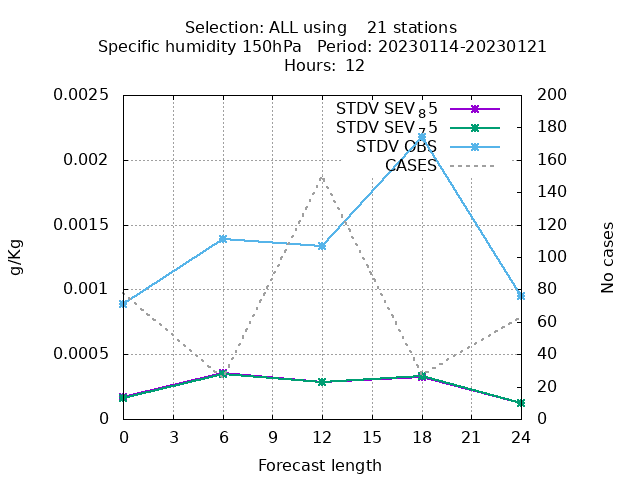 Selection: ALL using 21 stations
Specific humidity 150hPa Period: 20230114-20230121
Hours: 12
0.0025
0.002
0.0015
0.001
0.0005
0
g/Kg
STDV SEV 8 5
STDV SEV 7 5
STDV OBS
CASES
200
180
160
140
120
100
80
60
40
20
0
No cases
0 3 6 9 12 15 18 21 24
Forecast length